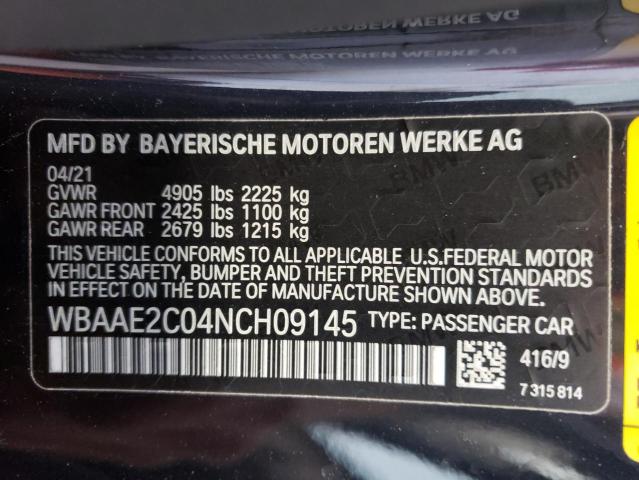 MFD BY BAYERISCHE MOTOREN WERKE AG
04/21
GVWR 4905 lbs 2225 kg
GAWR FRONT 2425 lbs 1100 kg
GAWR REAR 2679 lbs 1215 kg
THIS VEHICLE CONFORMS TO ALL APPLICABLE U.S.FEDERAL MOTOR
VEHICLE SAFETY, BUMPER AND THEFT PREVENTION STANDARDS
IN EFFECT ON THE DATE OF MANUFACTURE SHOWN ABOVE.
WBAAE2C04NCH09145 TYPE: PASSENGER CAR
416/9
7 315 814